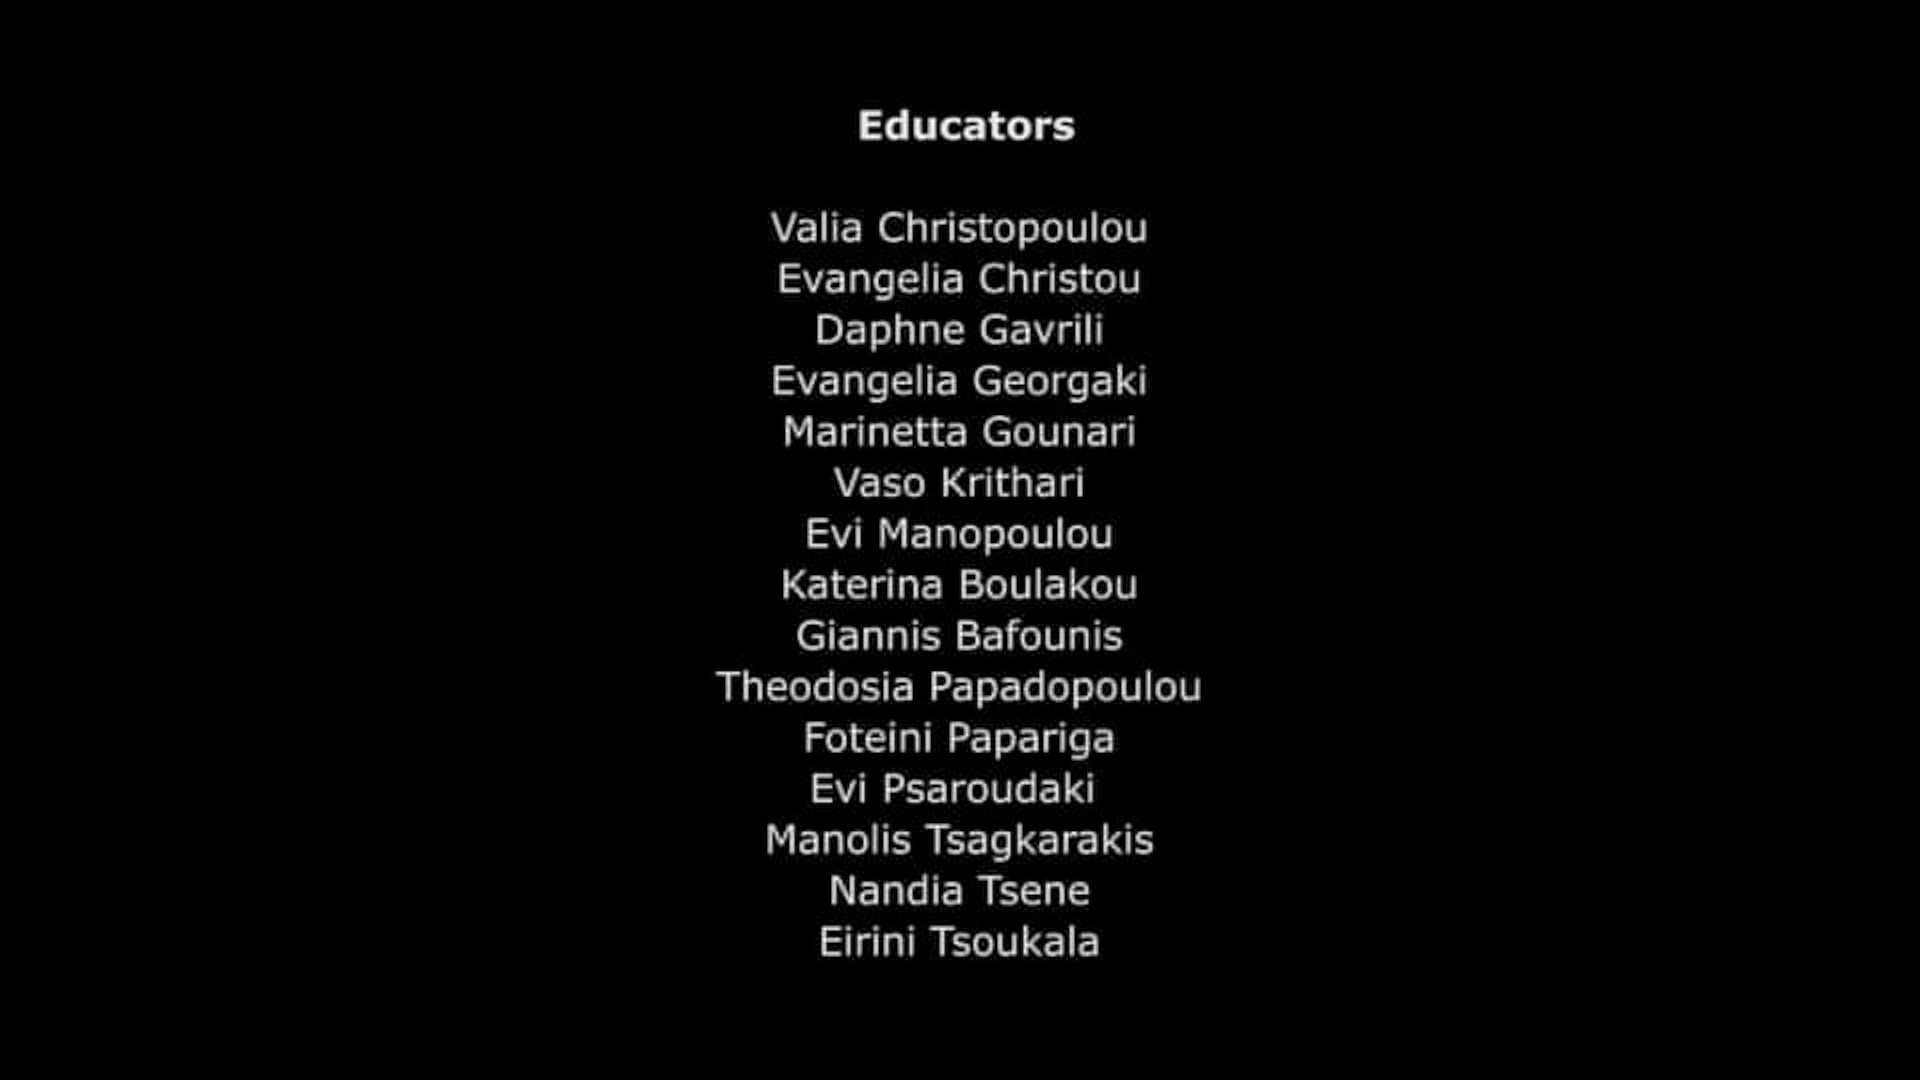 Educators
Valia Christopoulou
Evangelia Christou
Daphne Gavrili
Evangelia Georgaki
Marinetta Gounari
Vaso Krithari
Evi Manopoulou
Katerina Boulakou
Giannis Bafounis
Theodosia Papadopoulou
Foteini Papariga
Evi Psaroudaki
Manolis Tsagkarakis
Nandia Tsene
Eirini Tsoukala